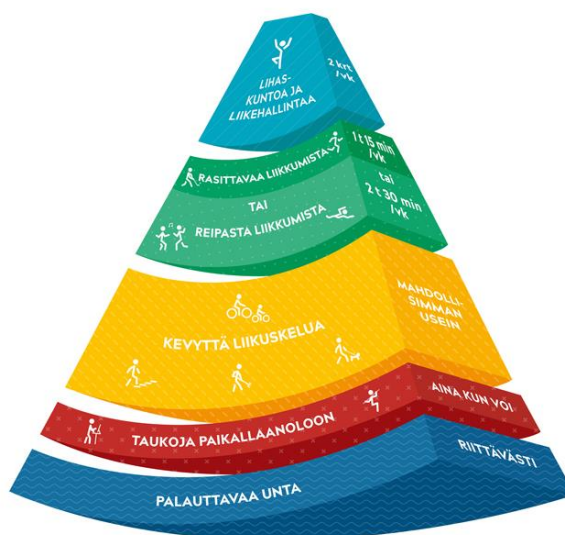 LIHAS-
KUNTOA JA
LIIKEHALLINTAA
2 krt
/vk
RASITTAVAA LIIKKUMISTA
1 t 15 min
/vk
TAI
REIPASTA LIIKKUMISTA
tai
2 t 30 min
/vk
KEVYTTÄ LIIKUSKELUA
MAHDOLLI-
SIMMAN
USEIN
TAUKOJA PAIKALLAANOLOON
AINA KUN VOI
PALAUTTAVAA UNTA
RIITTÄVÄSTI